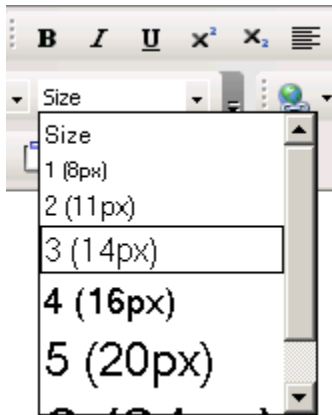 B I U x² x₂
Size
Size
1 (8px)
2 (11px)
3 (14px)
4 (16px)
5 (20px)